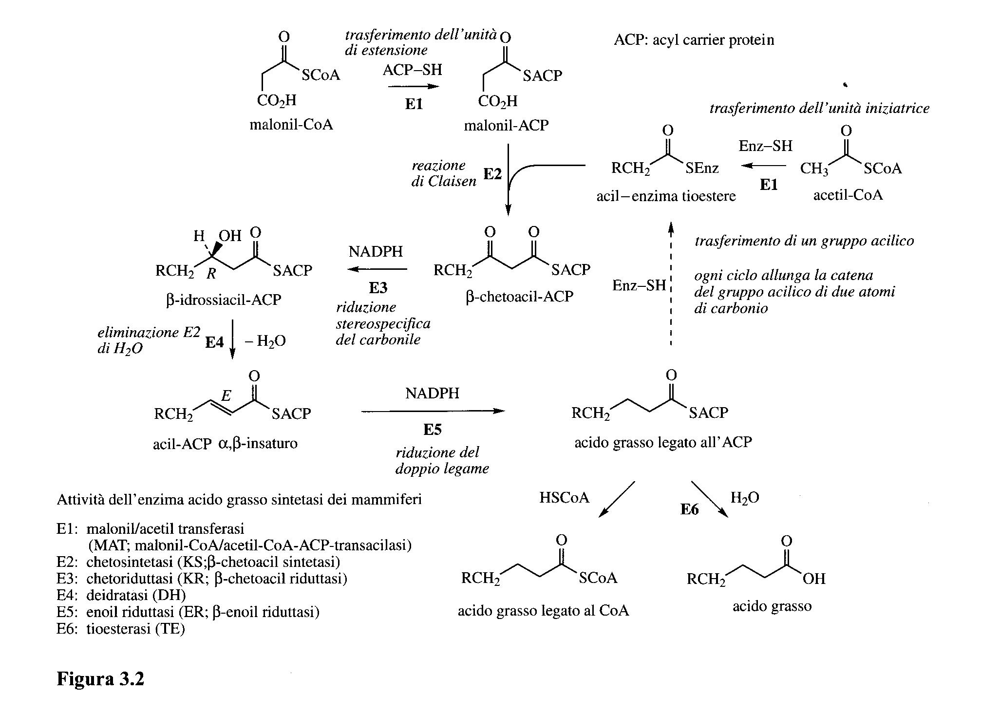 O
trasferimento dell'unità
di estensione
O
ACP: acyl carrier protein
SCoA
ACP–SH
SACP
CO2H
E1
CO2H
malonil-CoA
malonil-ACP
trasferimento dell'unità iniziatrice
O
O
Enz–SH
RCH2
SEnz
CH3
SCoA
E1
acil–enzima tioestere
acetil-CoA
reazione
di Claisen
E2
H
OH
O
RCH2
R
SACP
β-idrossiacil-ACP
NADPH
E3
riduzione
stereospecifica
del carbonile
O
O
RCH2
SACP
β-chetoacil-ACP
Enz–SH
trasferimento di un gruppo acilico
ogni ciclo allunga la catena
del gruppo acilico di due atomi
di carbonio
eliminazione E2
di H2O
E4
– H2O
O
E
RCH2
SACP
acil-ACP α,β-insaturo
NADPH
E5
riduzione del
doppio legame
O
RCH2
SACP
acido grasso legato all'ACP
HSCoA
E6
H2O
O
RCH2
SCoA
acido grasso legato al CoA
O
RCH2
OH
acido grasso
Attività dell'enzima acido grasso sintetasi dei mammiferi
E1: malonil/acetil transferasi
(MAT; malonil-CoA/acetil-CoA-ACP-transacilasi)
E2: chetosintetasi (KS;β-chetoacil sintetasi)
E3: chetoriduttasi (KR; β-chetoacil riduttasi)
E4: deidratasi (DH)
E5: enoil riduttasi (ER; β-enoil riduttasi)
E6: tioesterasi (TE)
Figura 3.2